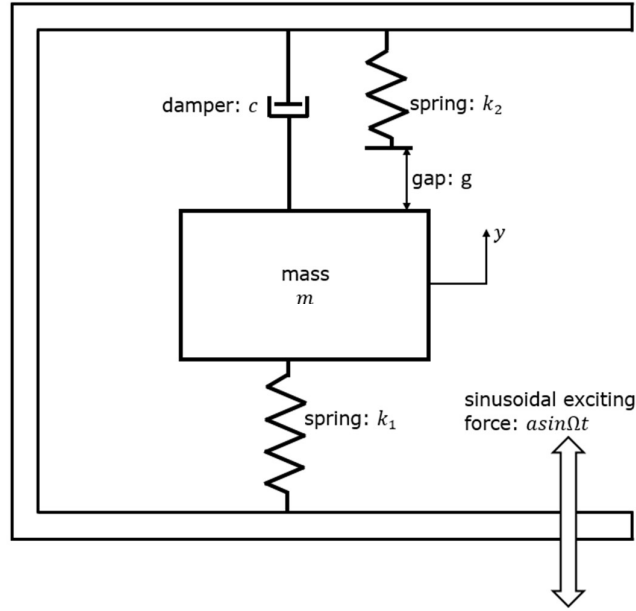 damper: c
spring: k₂
gap: g
y
mass
m
spring: k₁
sinusoidal exciting
force: asinΩt